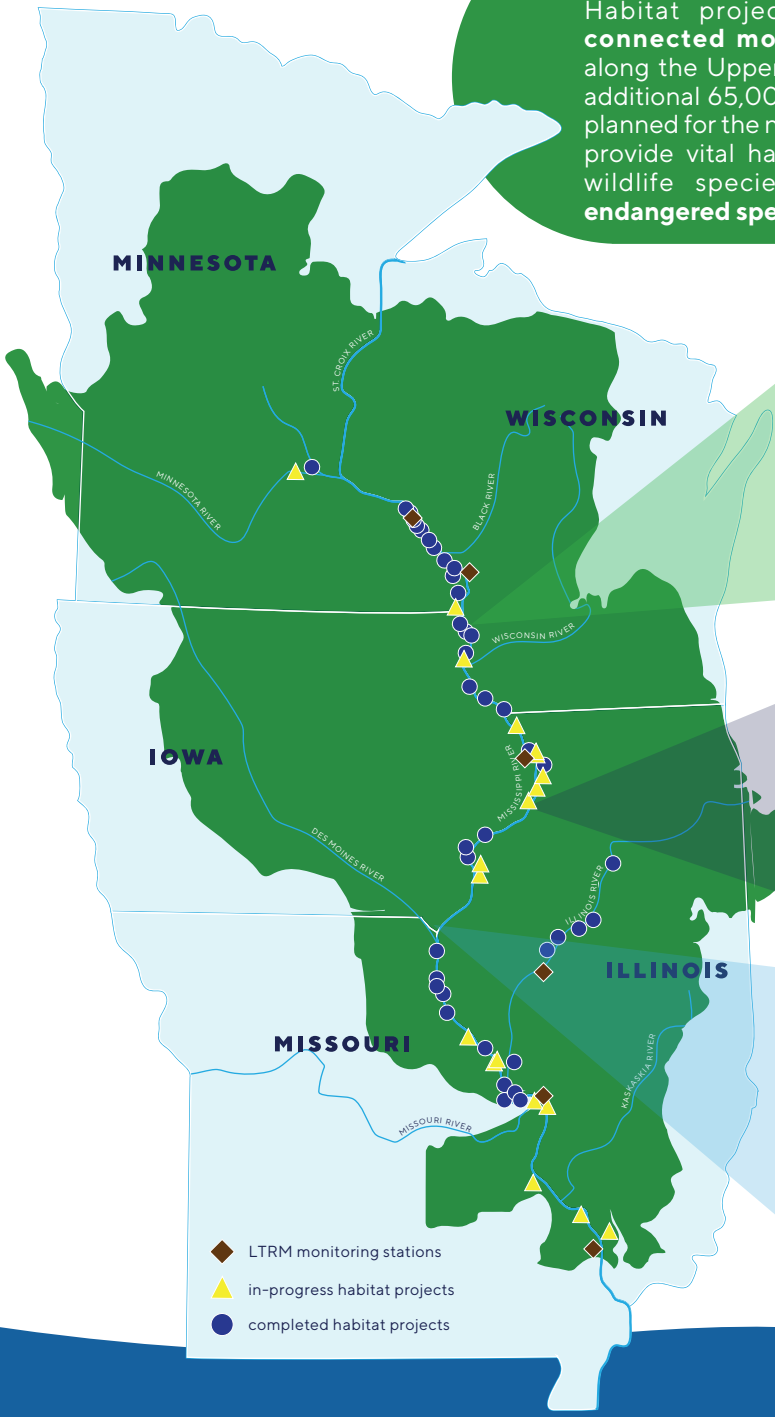 Habitat projec
connected mo
along the Upper
additional 65,00
planned for the n
provide vital ha
wildlife specie
endangered spe
MINNESOTA
ST. CROIX RIVER
WISCONSIN
MINNESOTA RIVER
BLACK RIVER
WISCONSIN RIVER
IOWA
MISSISSIPPI RIVER
DES MOINES RIVER
ILLINOIS RIVER
ILLINOIS
MISSOURI
KASKASKIA RIVER
MISSOURI RIVER
LTRM monitoring stations
in-progress habitat projects
completed habitat projects